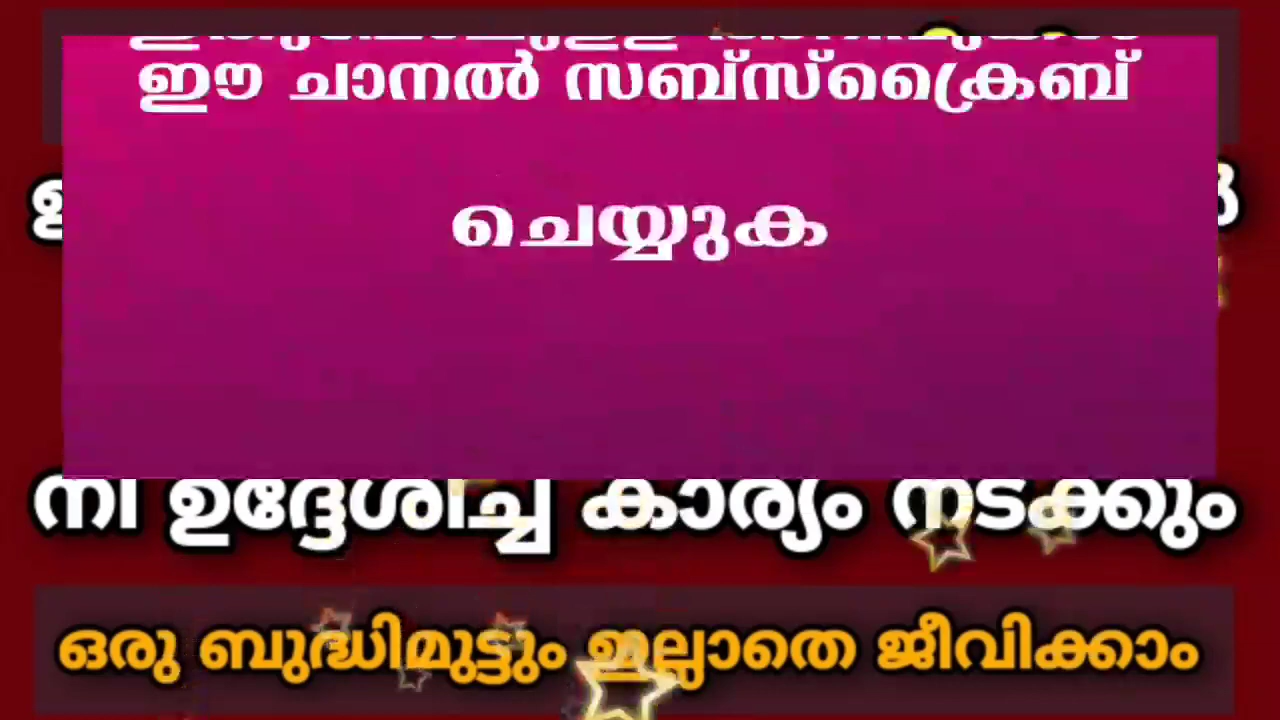 ഈ ചാനൽ സബ്സ്ക്രൈബ്
ചെയ്യുക
നീ ഉദ്ദേശിച്ച കാര്യം നടക്കും
ഒരു ബുദ്ധിമുട്ടും ഇല്ലാതെ ജീവിക്കാം